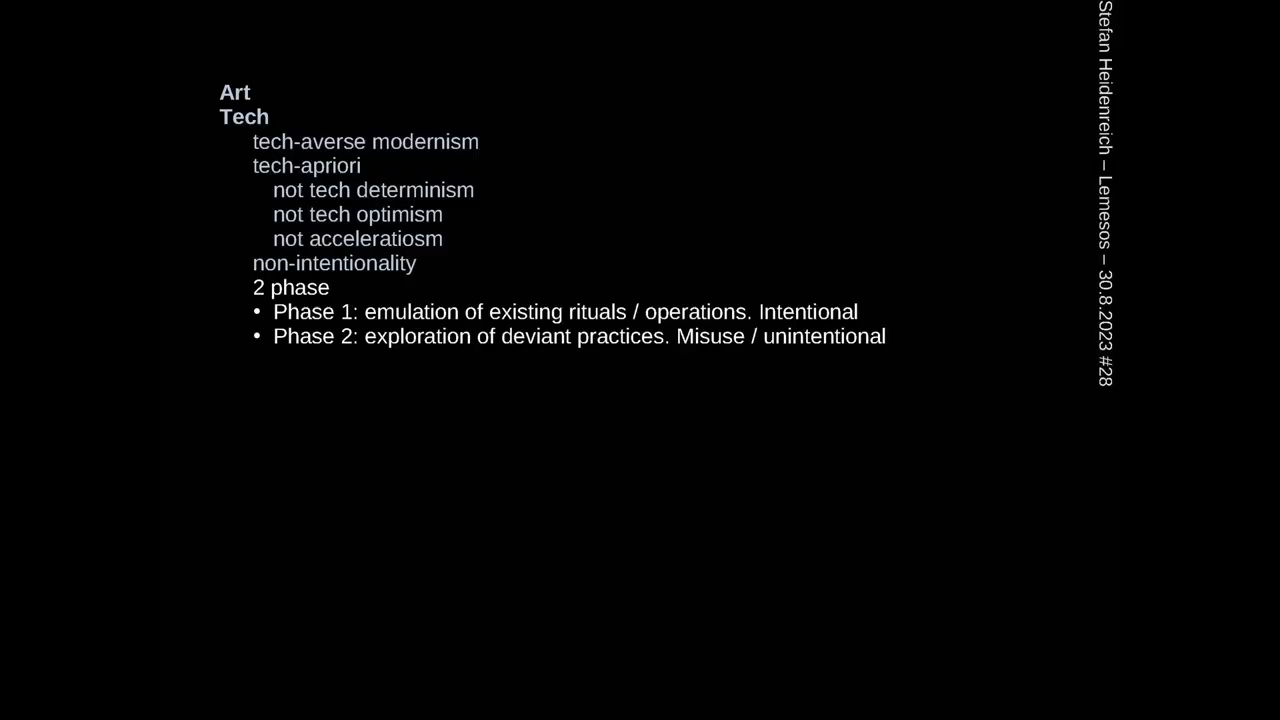 Art
Tech
tech-averse modernism
tech-apriori
not tech determinism
not tech optimism
not acceleratiosm
non-intentionality
2 phase
• Phase 1: emulation of existing rituals / operations. Intentional
• Phase 2: exploration of deviant practices. Misuse / unintentional
Stefan Heidenreich – Lemesos – 30.8.2023 #28